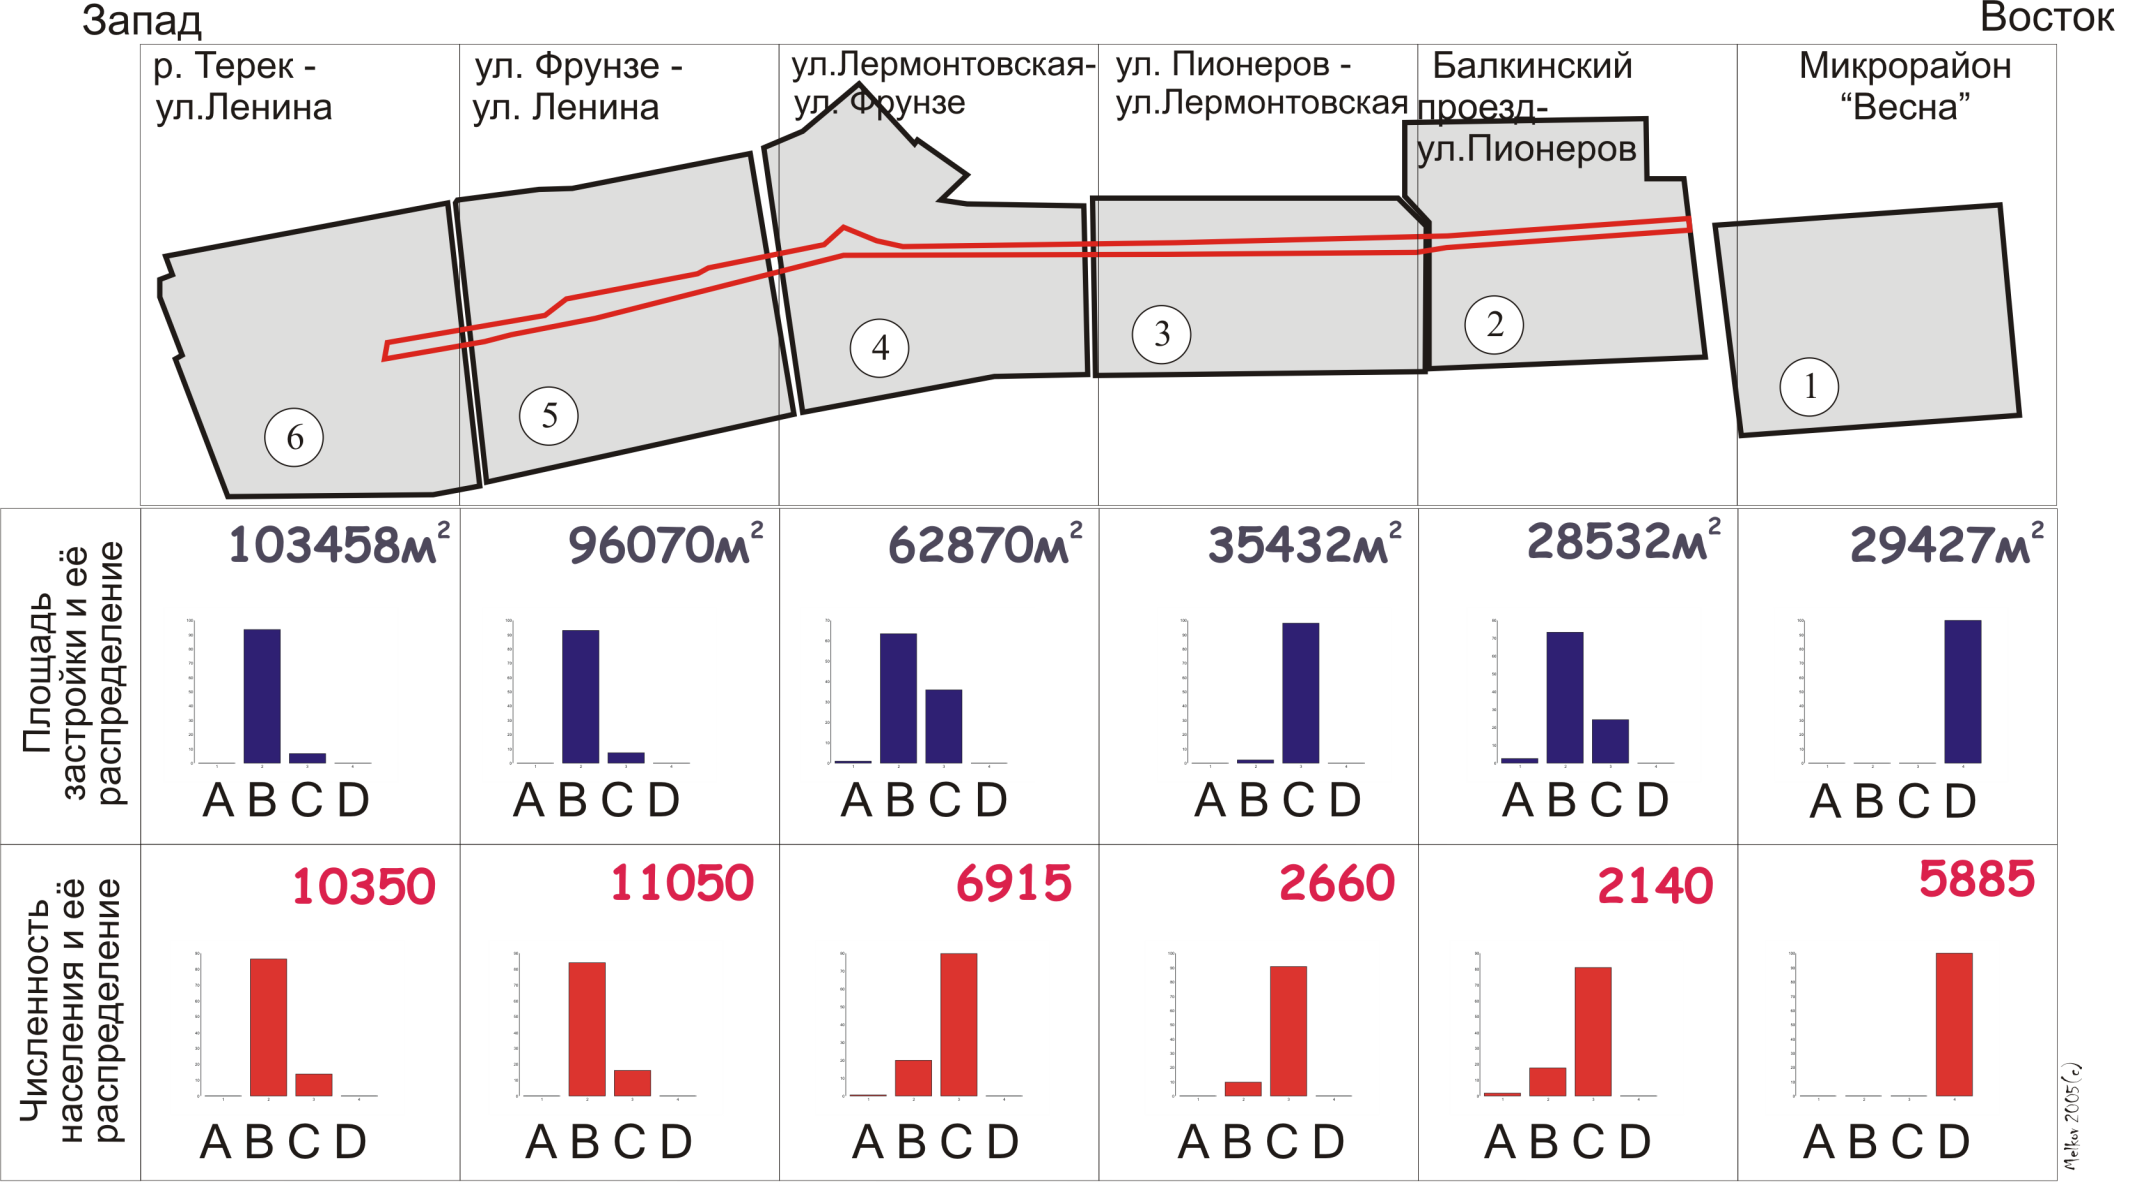 Запад
Восток
р. Терек -
ул.Ленина
ул. Фрунзе -
ул. Ленина
ул.Лермонтовская-
ул. Фрунзе
ул. Пионеров -
ул.Лермонтовская
Балкинский
проезд-
ул.Пионеров
Микрорайон
“Весна”
6
5
4
3
2
1
Площадь
застройки и её
распределение
103458м²
96070м²
62870м²
35432м²
28532м²
29427м²
A B C D
A B C D
A B C D
A B C D
A B C D
A B C D
Численность
населения и её
распределение
10350
11050
6915
2660
2140
5885
A B C D
A B C D
A B C D
A B C D
A B C D
A B C D
Melkov 2005(c)